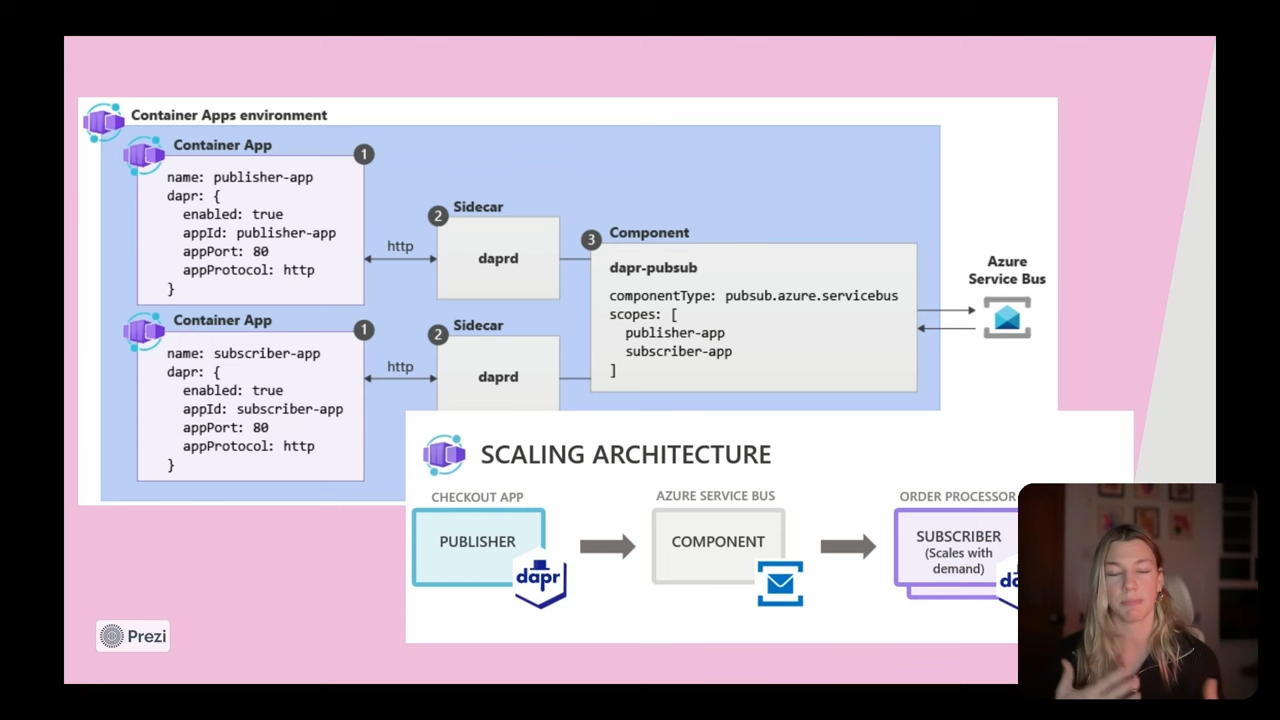 Container Apps environment
Container App
1
name: publisher-app
dapr: {
enabled: true
appId: publisher-app
appPort: 80
appProtocol: http
}
http
2
Sidecar
daprd
3
Component
dapr-pubsub
componentType: pubsub.azure.servicebus
scopes: [
publisher-app
subscriber-app
]
Azure
Service Bus
Container App
1
name: subscriber-app
dapr: {
enabled: true
appId: subscriber-app
appPort: 80
appProtocol: http
}
http
2
Sidecar
daprd
SCALING ARCHITECTURE
CHECKOUT APP
PUBLISHER
dapr
AZURE SERVICE BUS
COMPONENT
ORDER PROCESSOR
SUBSCRIBER
(Scales with
demand)
Prezi